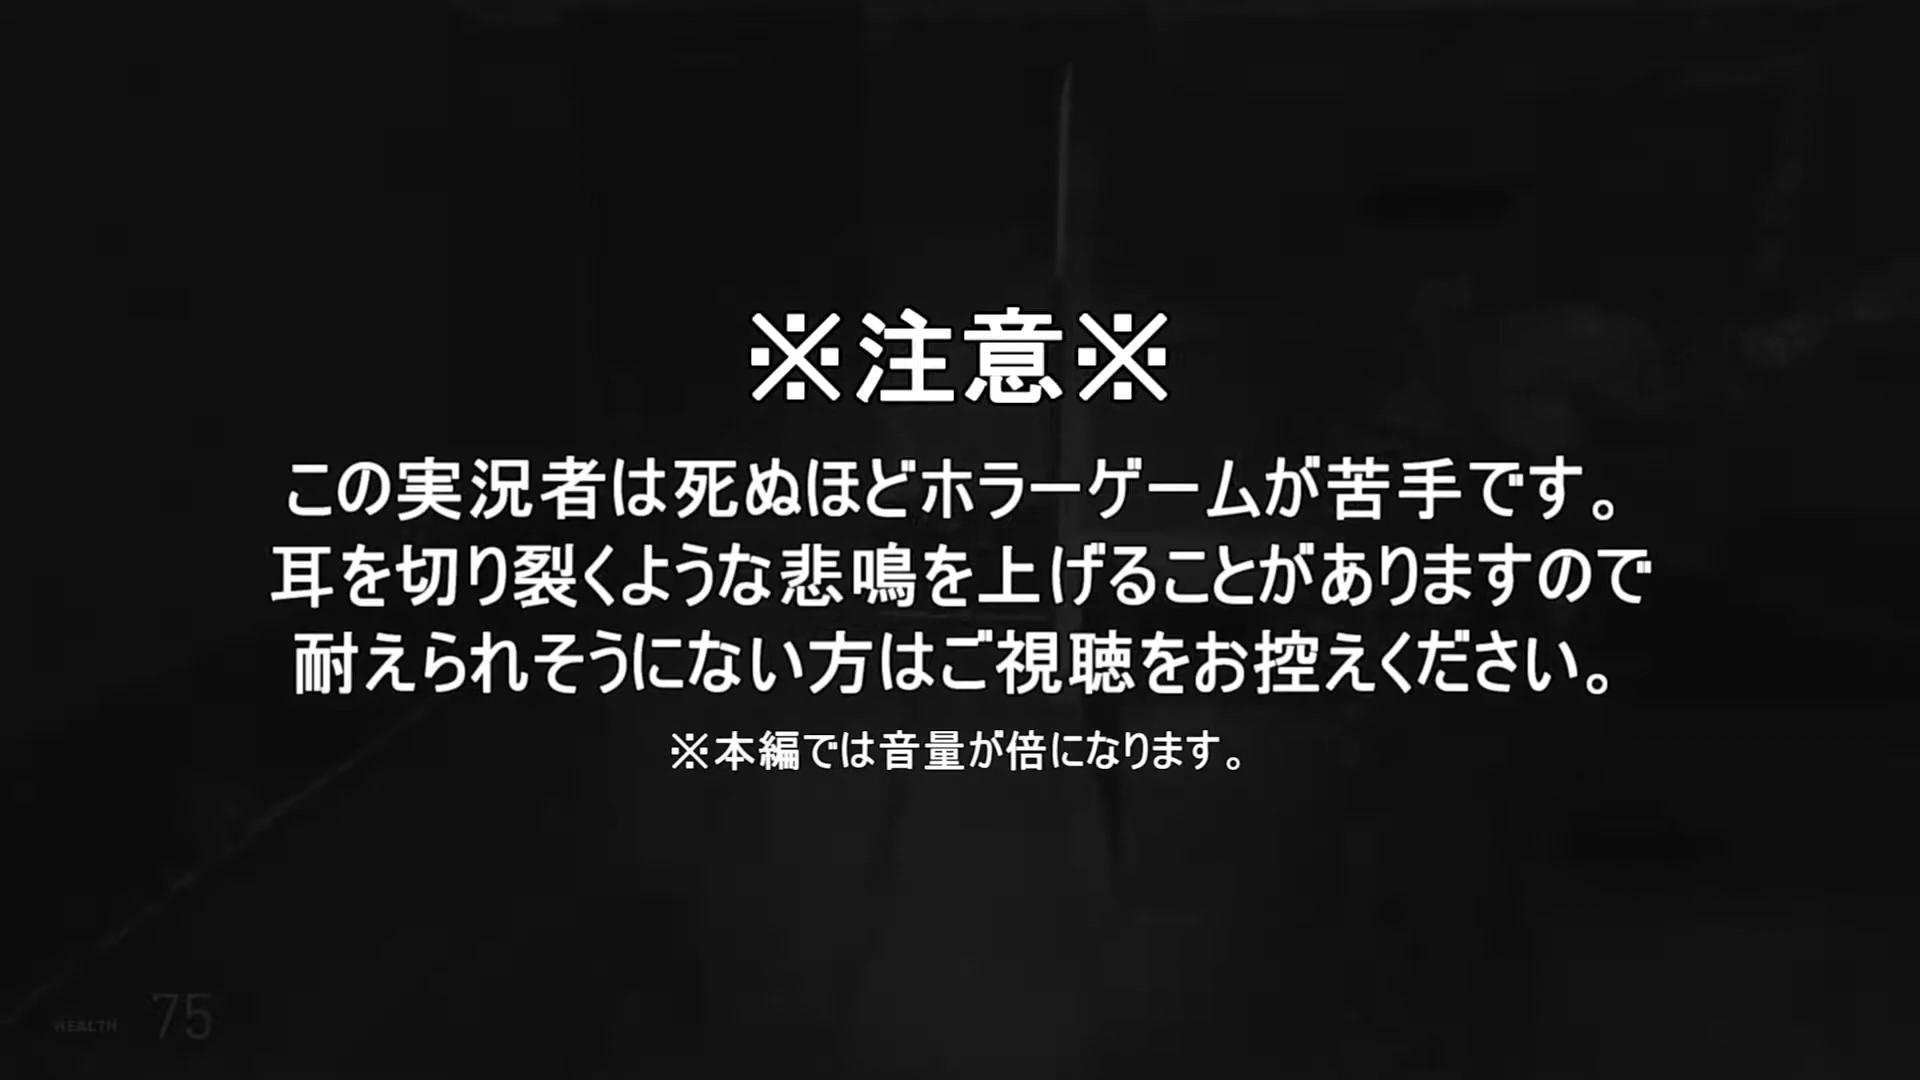 ※注意※
この実況者は死ぬほどホラーゲームが苦手です。
耳を切り裂くような悲鳴を上げることがありますので
耐えられそうにない方はご視聴をお控えください。
※本編では音量が倍になります。
HEALTH 75